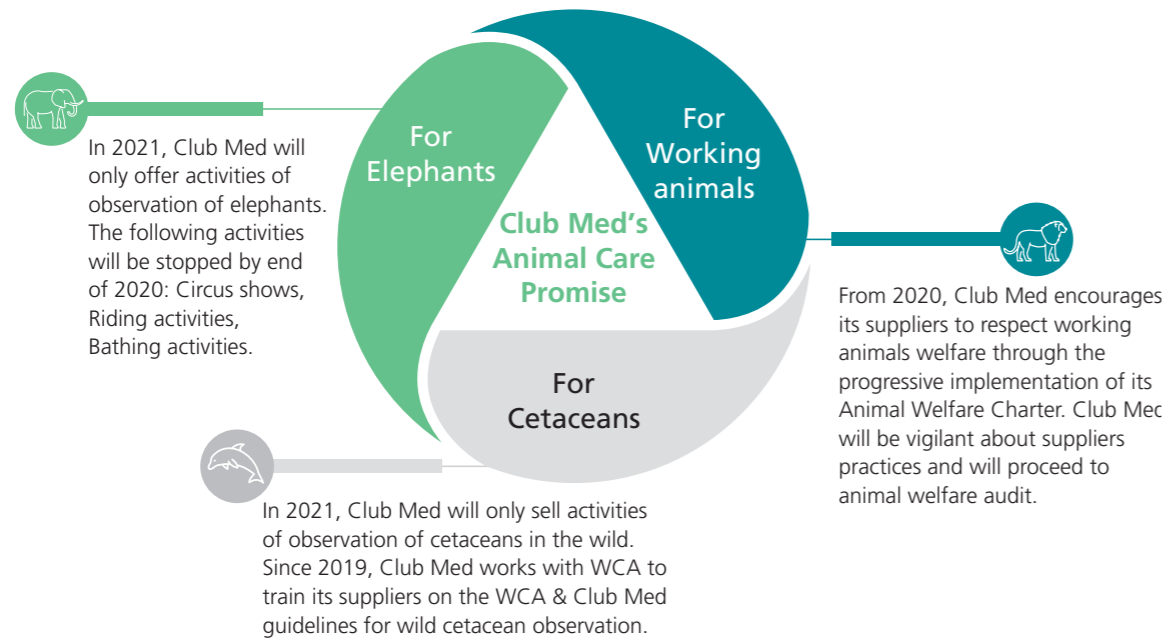 For
Elephants
For
Working
animals
Club Med's
Animal Care
Promise
For
Cetaceans
In 2021, Club Med will
only offer activities of
observation of elephants.
The following activities
will be stopped by end
of 2020: Circus shows,
Riding activities,
Bathing activities.
From 2020, Club Med encourages
its suppliers to respect working
animals welfare through the
progressive implementation of its
Animal Welfare Charter. Club Med
will be vigilant about suppliers
practices and will proceed to
animal welfare audit.
In 2021, Club Med will only sell activities
of observation of cetaceans in the wild.
Since 2019, Club Med works with WCA to
train its suppliers on the WCA & Club Med
guidelines for wild cetacean observation.